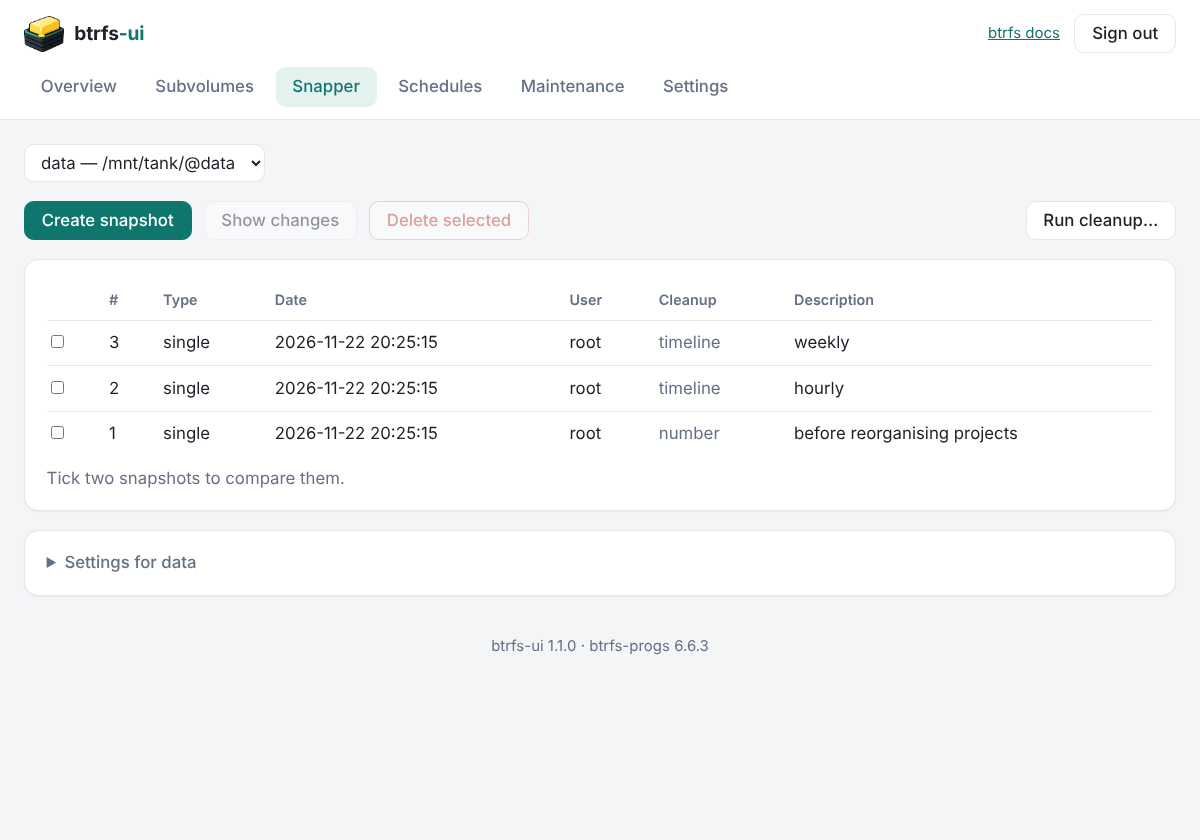 btrfs-ui
btrfs docs
Sign out
Overview Subvolumes Snapper Schedules Maintenance Settings
data — /mnt/tank/@data
Create snapshot Show changes Delete selected Run cleanup...
# Type Date User Cleanup Description
3 single 2026-11-22 20:25:15 root timeline weekly
2 single 2026-11-22 20:25:15 root timeline hourly
1 single 2026-11-22 20:25:15 root number before reorganising projects
Tick two snapshots to compare them.
Settings for data
btrfs-ui 1.1.0 · btrfs-progs 6.6.3